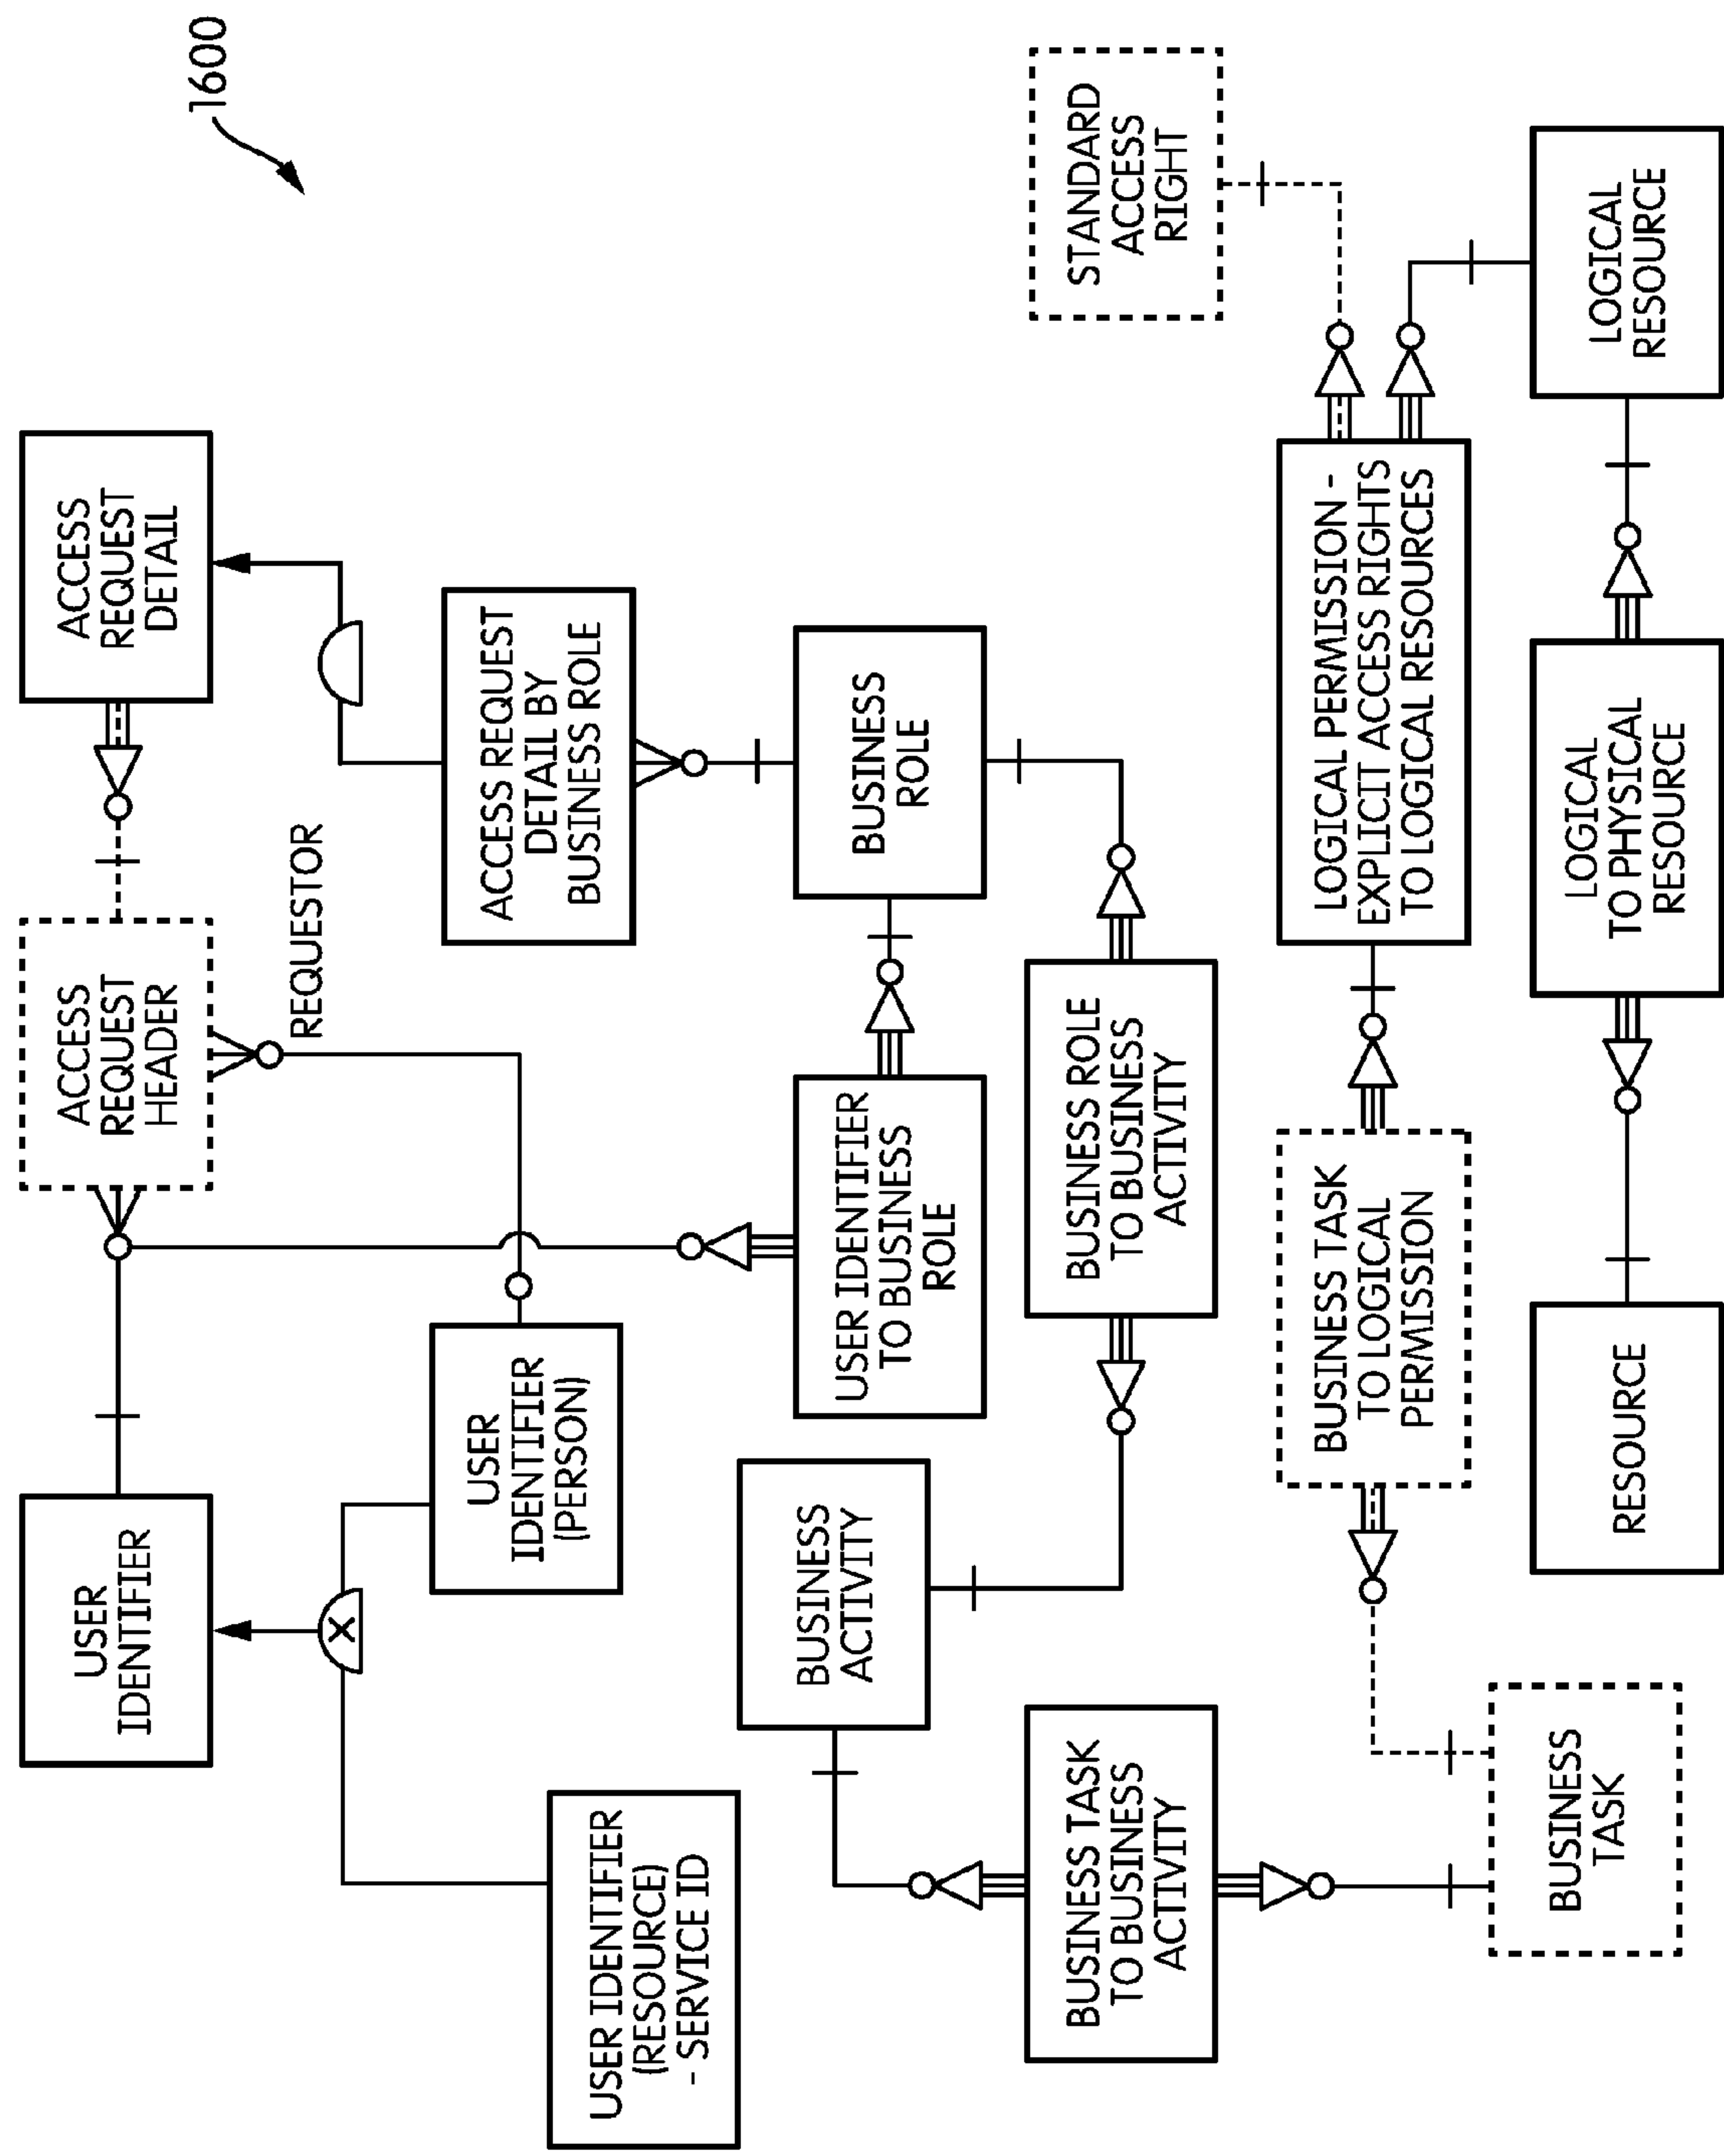 1600
USER
IDENTIFIER
ACCESS
REQUEST
HEADER
ACCESS
REQUEST
DETAIL
REQUESTOR
USER
IDENTIFIER
(PERSON)
ACCESS REQUEST
DETAIL BY
BUSINESS ROLE
USER IDENTIFIER
(RESOURCE)
- SERVICE ID
BUSINESS
ACTIVITY
USER IDENTIFIER
TO BUSINESS
ROLE
BUSINESS
ROLE
BUSINESS TASK
TO BUSINESS
ACTIVITY
BUSINESS ROLE
TO BUSINESS
ACTIVITY
STANDARD
ACCESS
RIGHT
BUSINESS TASK
TO LOGICAL
PERMISSION
LOGICAL PERMISSION -
EXPLICIT ACCESS RIGHTS
TO LOGICAL RESOURCES
BUSINESS
TASK
RESOURCE
LOGICAL
TO PHYSICAL
RESOURCE
LOGICAL
RESOURCE